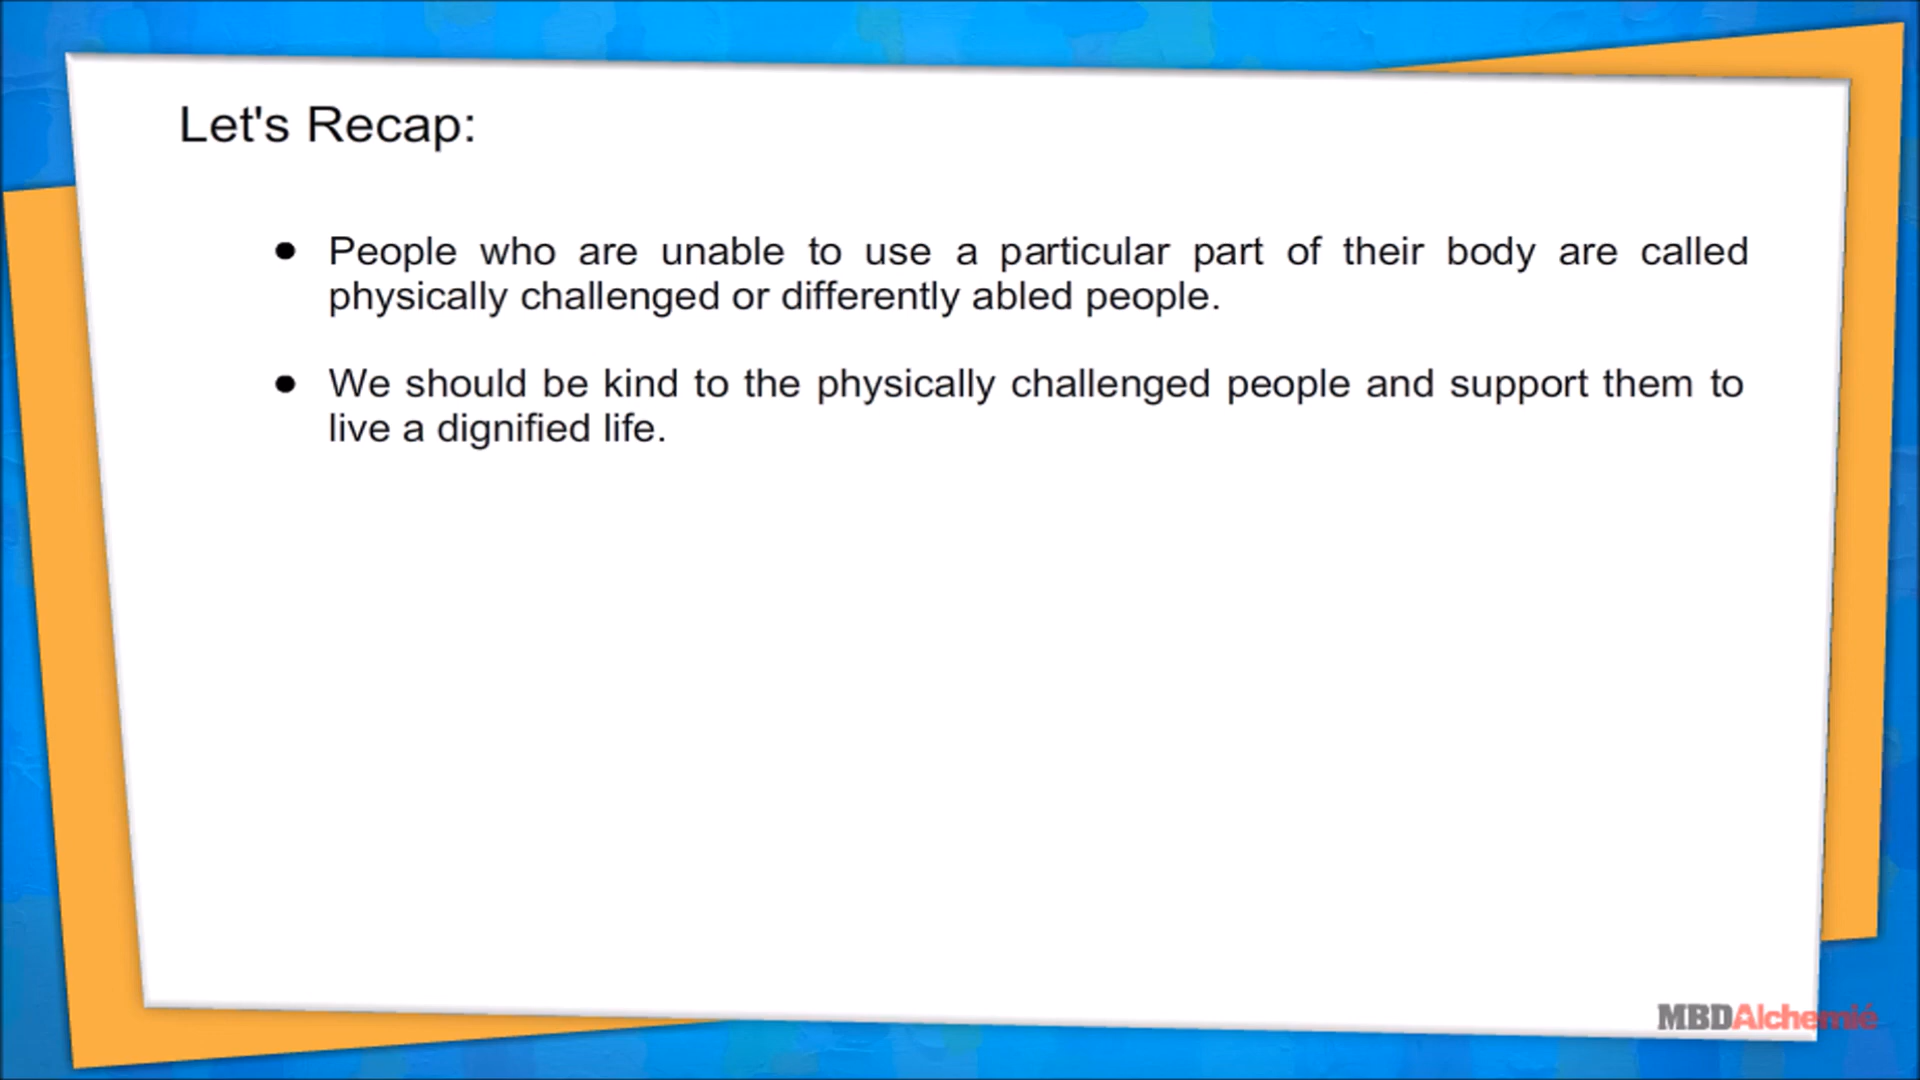 Let's Recap:
● People who are unable to use a particular part of their body are called
physically challenged or differently abled people.
● We should be kind to the physically challenged people and support them to
live a dignified life.
MBDAlchemié